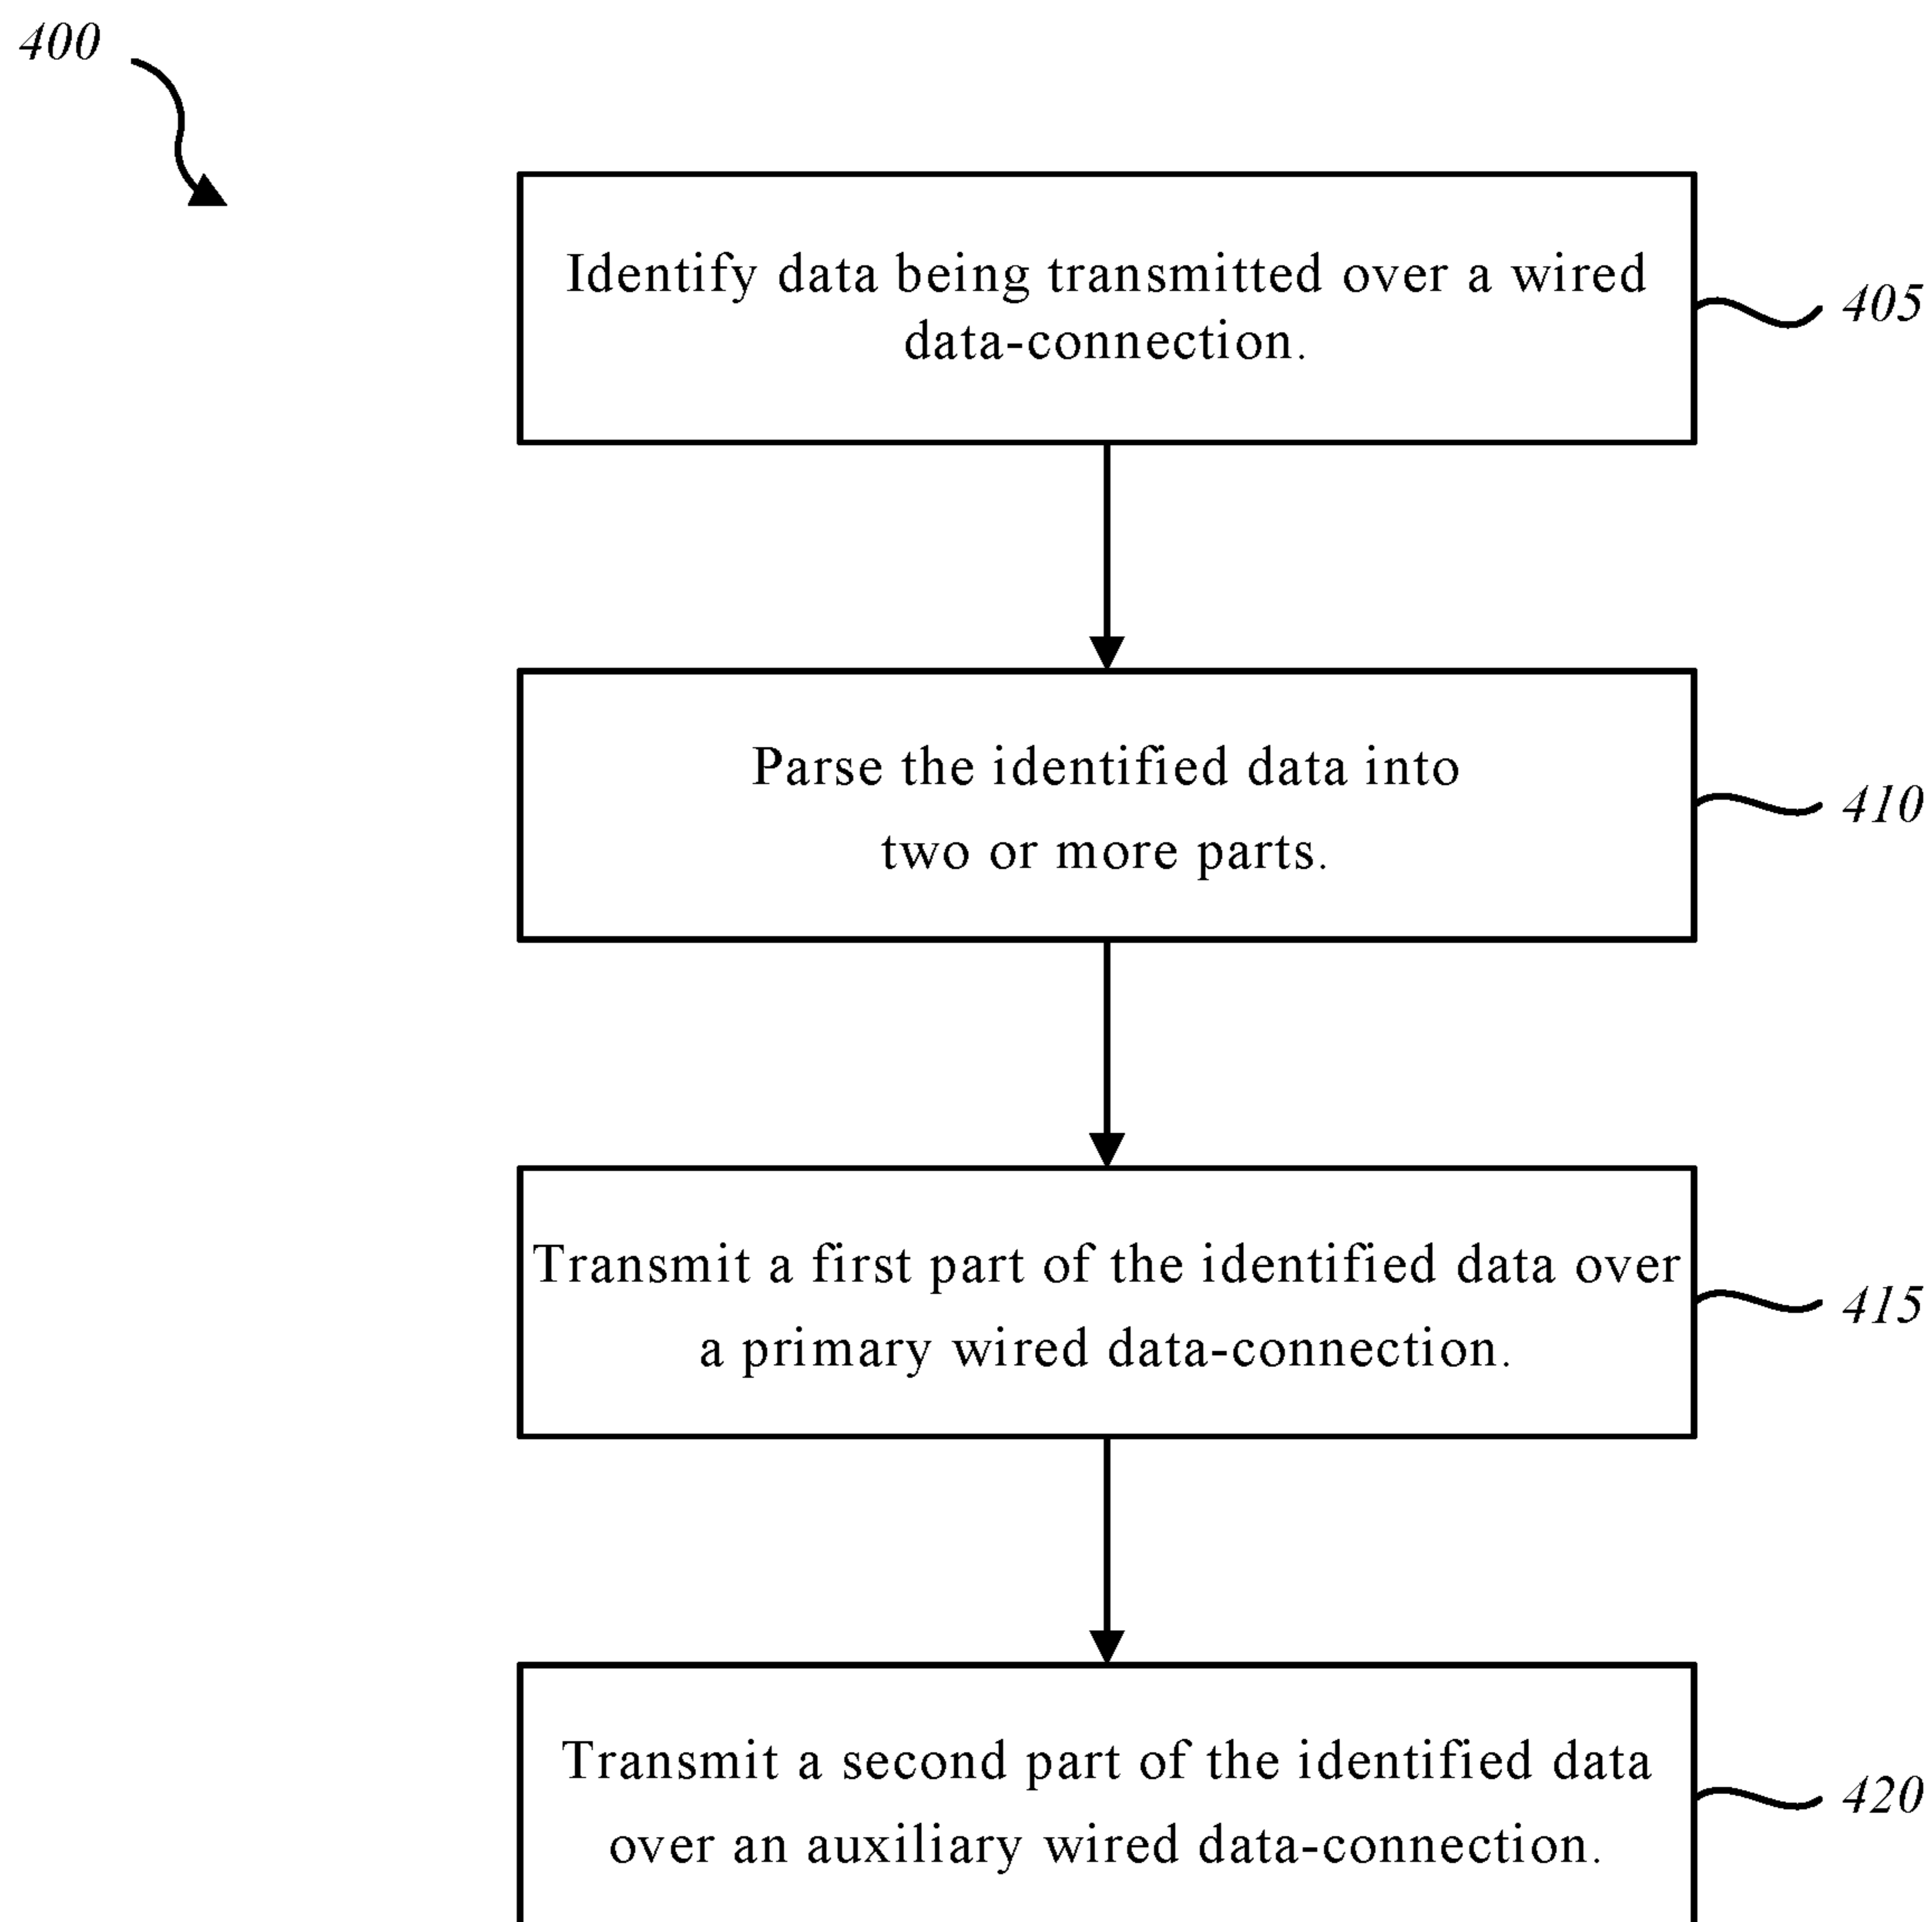 400
Identify data being transmitted over a wired
data-connection.
405
Parse the identified data into
two or more parts.
410
Transmit a first part of the identified data over
a primary wired data-connection.
415
Transmit a second part of the identified data
over an auxiliary wired data-connection.
420